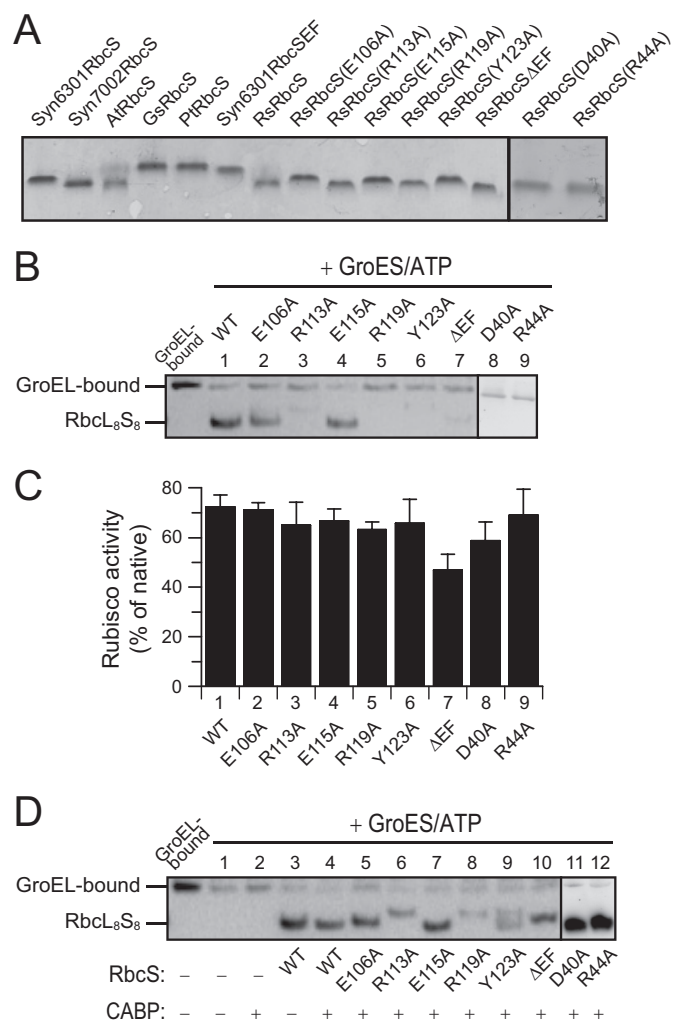 A
Syn6301RbcS Syn7002RbcS AtRbcS GsRbcS PtRbcS Syn6301RbcSEF RsRbcS RsRbcS(E106A) RsRbcS(R113A) RsRbcS(E115A) RsRbcS(R119A) RsRbcS(Y123A) RsRbcSΔEF RsRbcS(D40A) RsRbcS(R44A)
B
+ GroES/ATP
GroEL-bound WT E106A R113A E115A R119A Y123A ΔEF D40A R44A
1 2 3 4 5 6 7 8 9
GroEL-bound
RbcL₈S₈
C
Rubisco activity
(% of native)
80
60
40
20
0
1 2 3 4 5 6 7 8 9
WT E106A R113A E115A R119A Y123A ΔEF D40A R44A
D
+ GroES/ATP
GroEL-bound 1 2 3 4 5 6 7 8 9 10 11 12
GroEL-bound
RbcL₈S₈
RbcS: – – – WT WT E106A R113A E115A R119A Y123A ΔEF D40A R44A
CABP: – – + – + + + + + + + + +